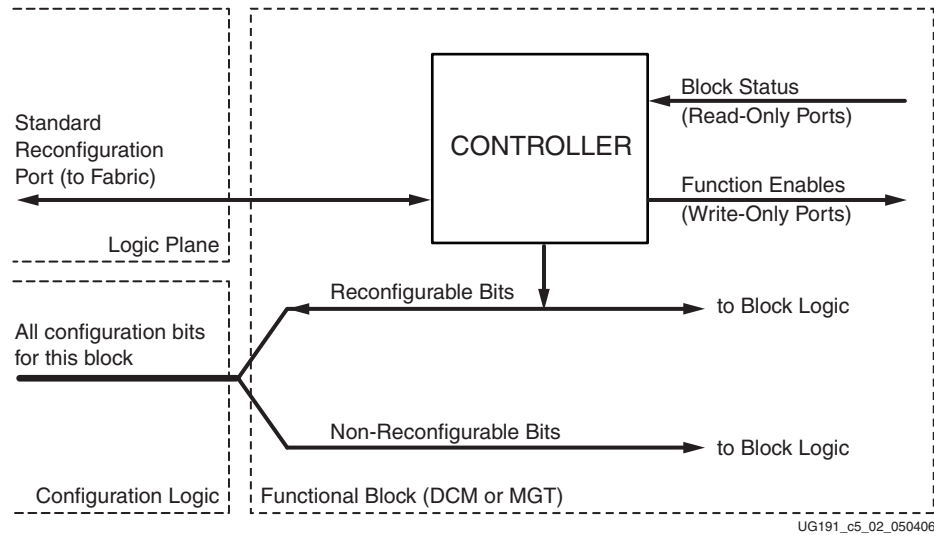 Standard
Reconfiguration
Port (to Fabric)
Logic Plane
CONTROLLER
Block Status
(Read-Only Ports)
Function Enables
(Write-Only Ports)
All configuration bits
for this block
Reconfigurable Bits
to Block Logic
Non-Reconfigurable Bits
to Block Logic
Configuration Logic
Functional Block (DCM or MGT)
UG191_c5_02_050406